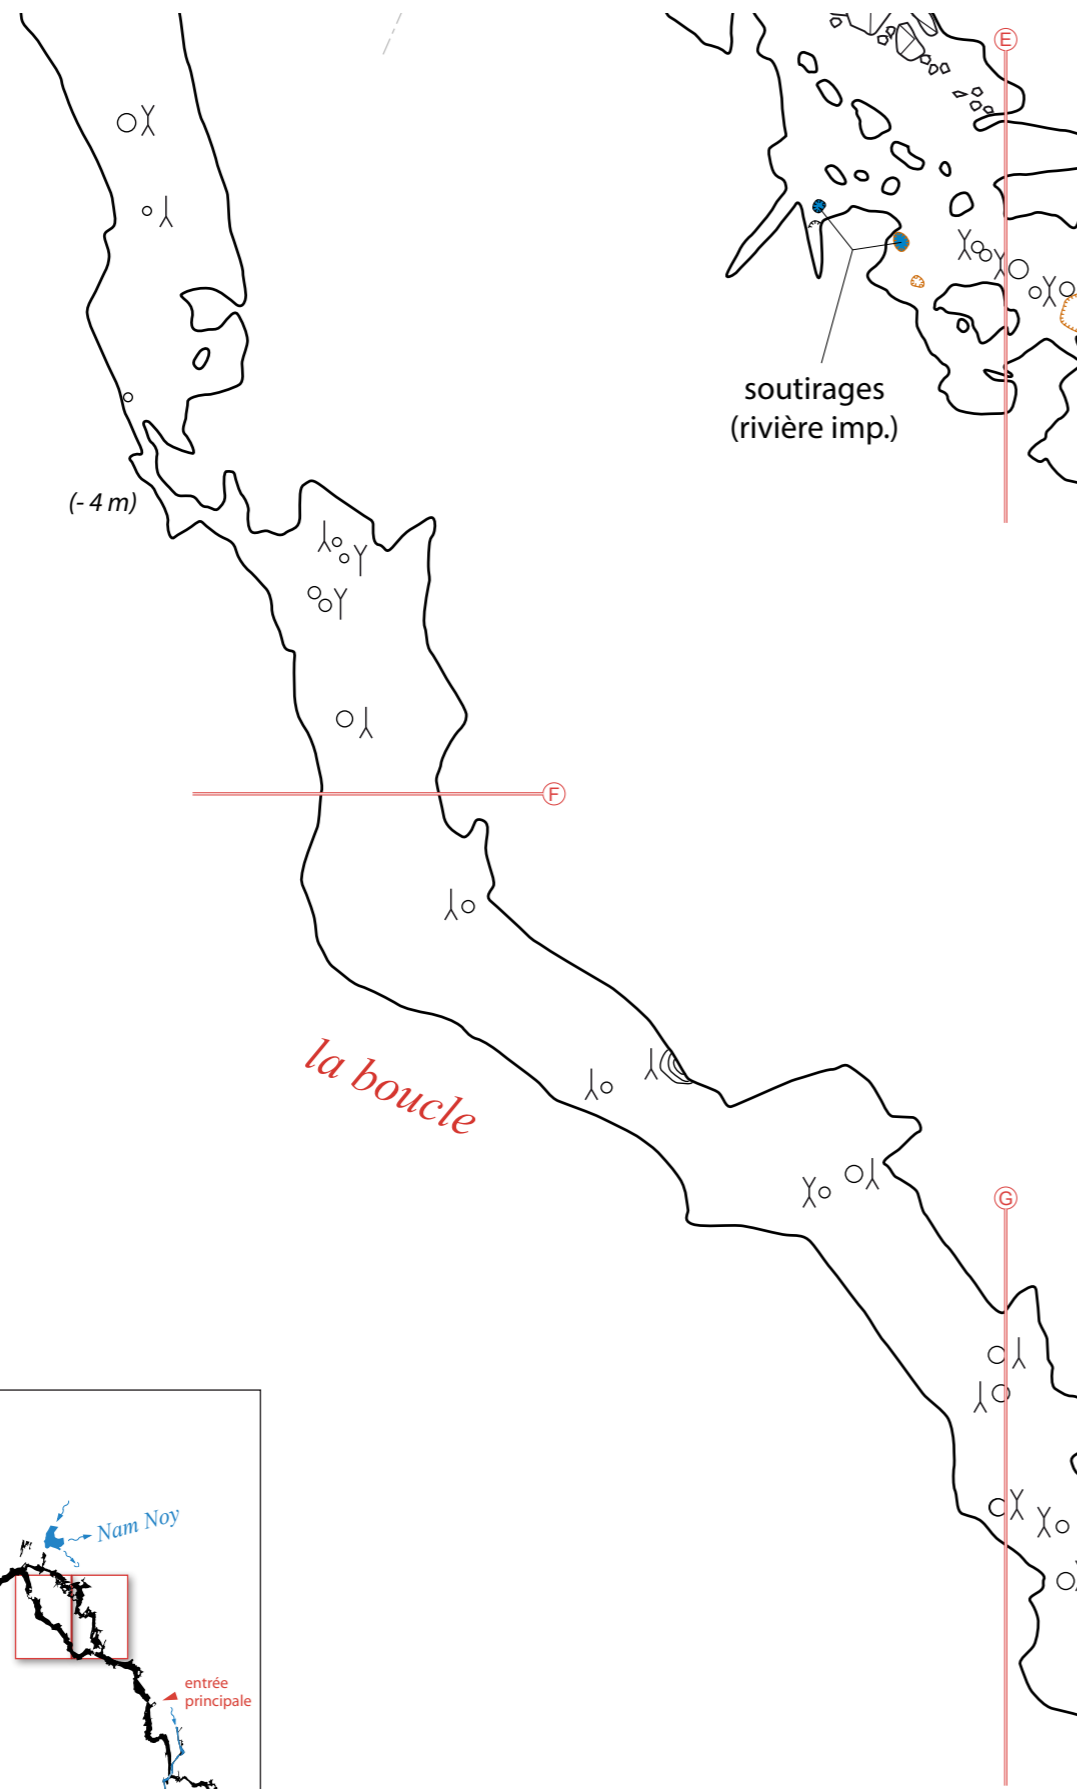 E
soutirages
(rivière imp.)
(- 4 m)
F
la boucle
G
Nam Noy
entrée
principale